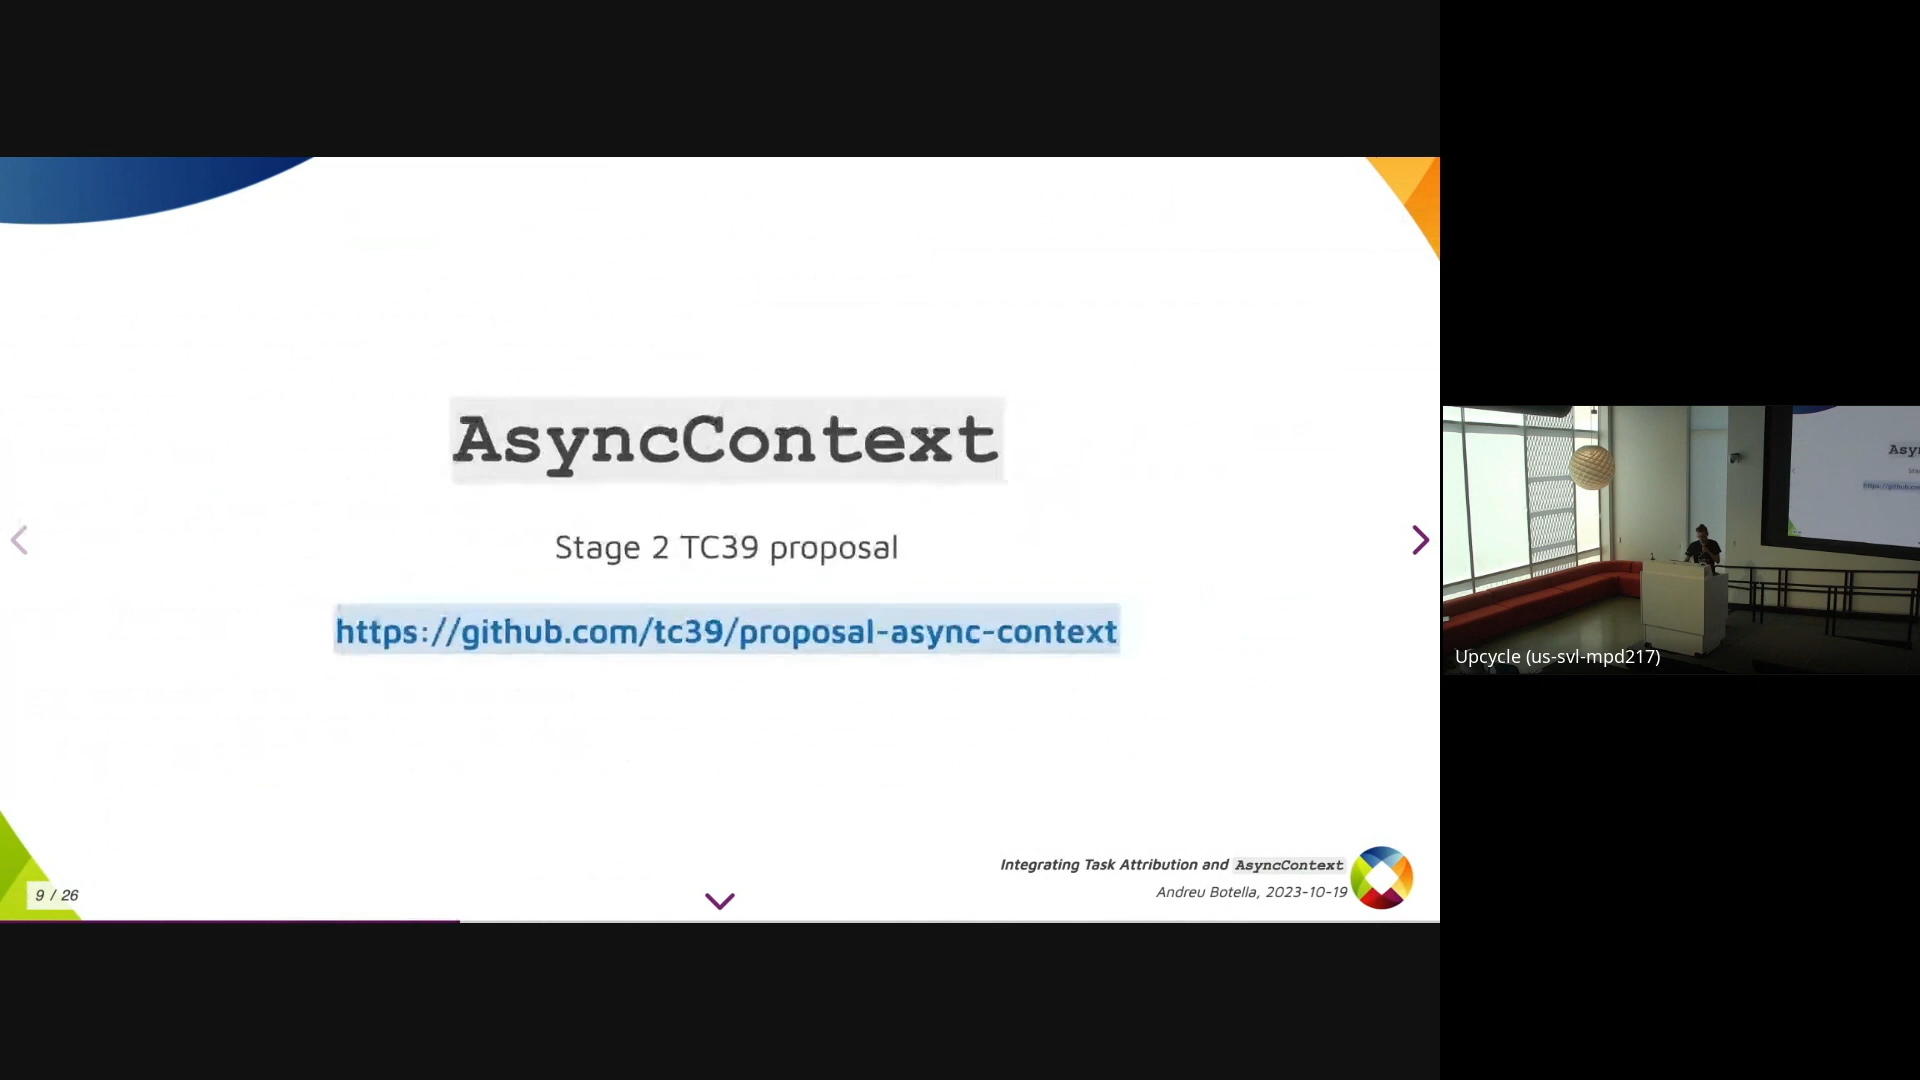 AsyncContext
Stage 2 TC39 proposal
https://github.com/tc39/proposal-async-context
Integrating Task Attribution and AsyncContext
Andreu Botella, 2023-10-19
9 / 26
Upcycle (us-svl-mpd217)